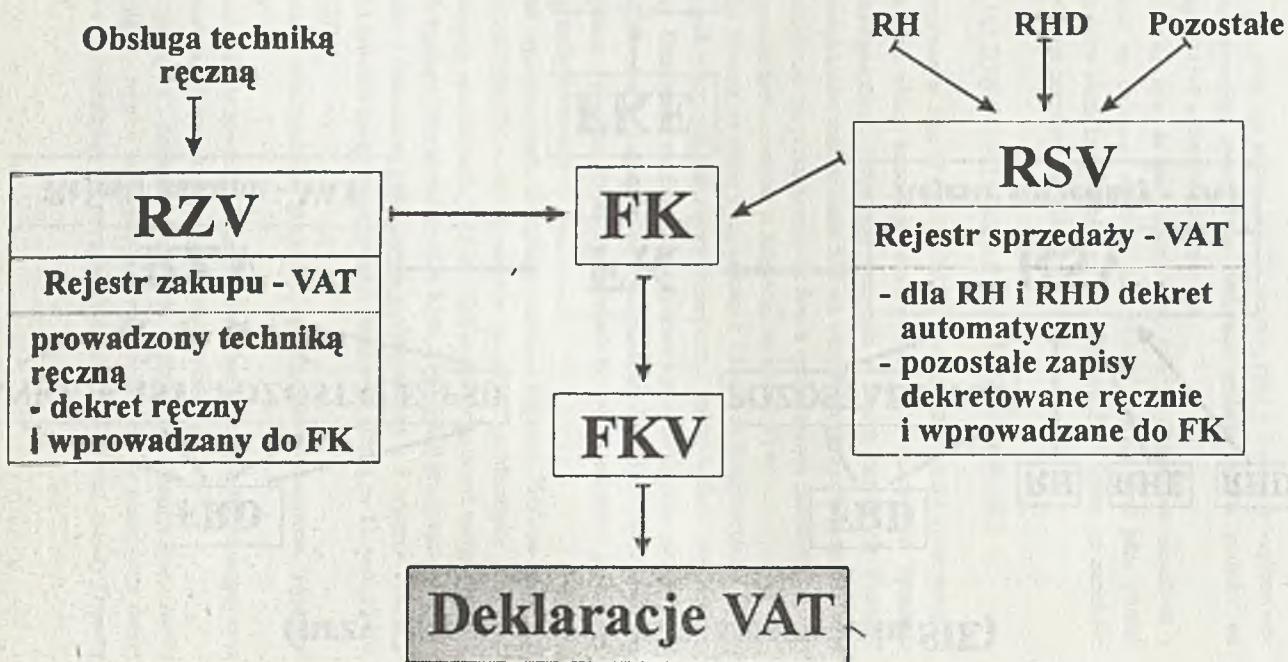 Obsługa techniką
ręczną
RZV
Rejestr zakupu - VAT
prowadzony techniką
ręczną
- dekret ręczny
i wprowadzany do FK
FK
FKV
Deklaracje VAT
RH RHD Pozostałe
RSV
Rejestr sprzedaży - VAT
- dla RH i RHD dekret
automatyczny
- pozostałe zapisy
dekretowane ręcznie
i wprowadzane do FK